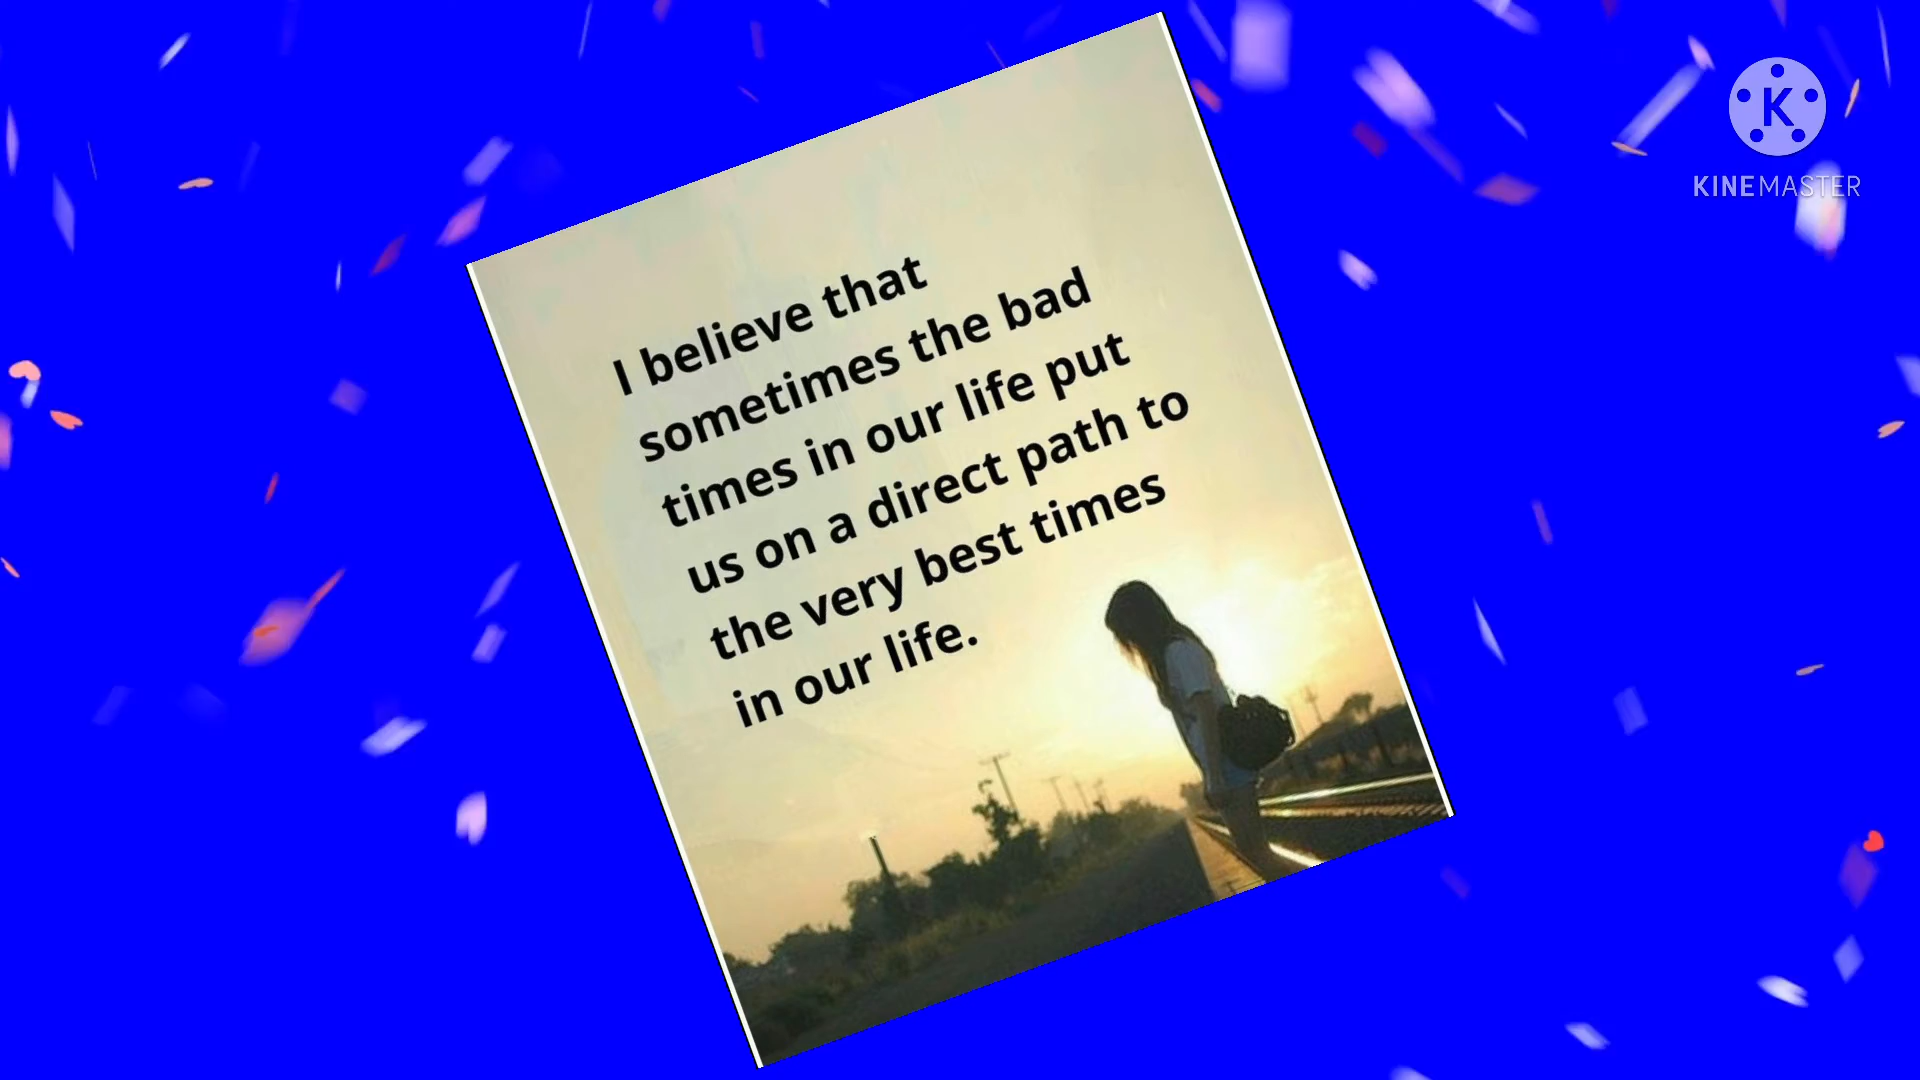 I believe that
sometimes the bad
times in our life put
us on a direct path to
the very best times
in our life.
K
KINEMASTER